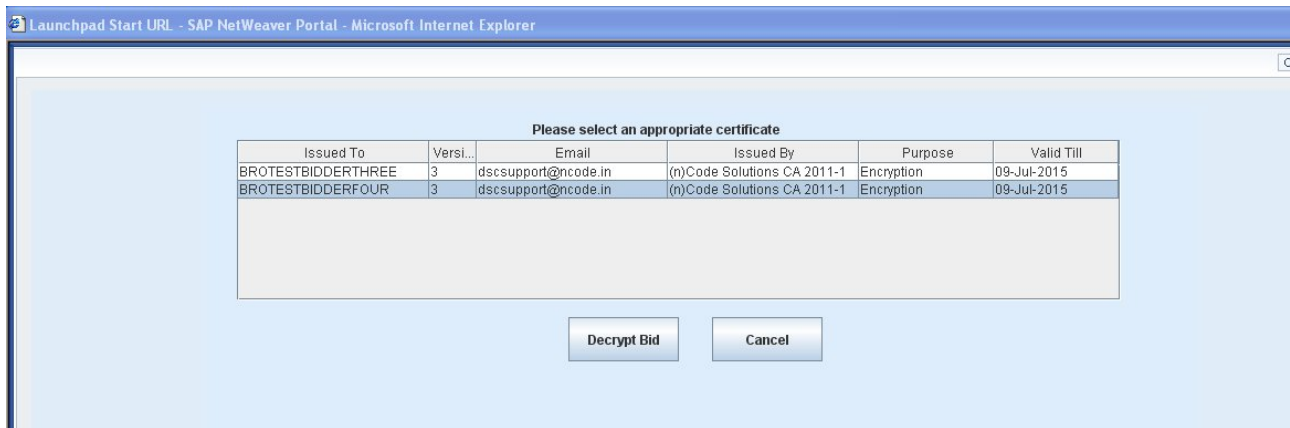 Launchpad Start URL - SAP NetWeaver Portal - Microsoft Internet Explorer
Please select an appropriate certificate
Issued To Versi... Email Issued By Purpose Valid Till
BROTESTBIDDERTHREE 3 dscsupport@ncode.in (n)Code Solutions CA 2011-1 Encryption 09-Jul-2015
BROTESTBIDDERFOUR 3 dscsupport@ncode.in (n)Code Solutions CA 2011-1 Encryption 09-Jul-2015
Decrypt Bid Cancel